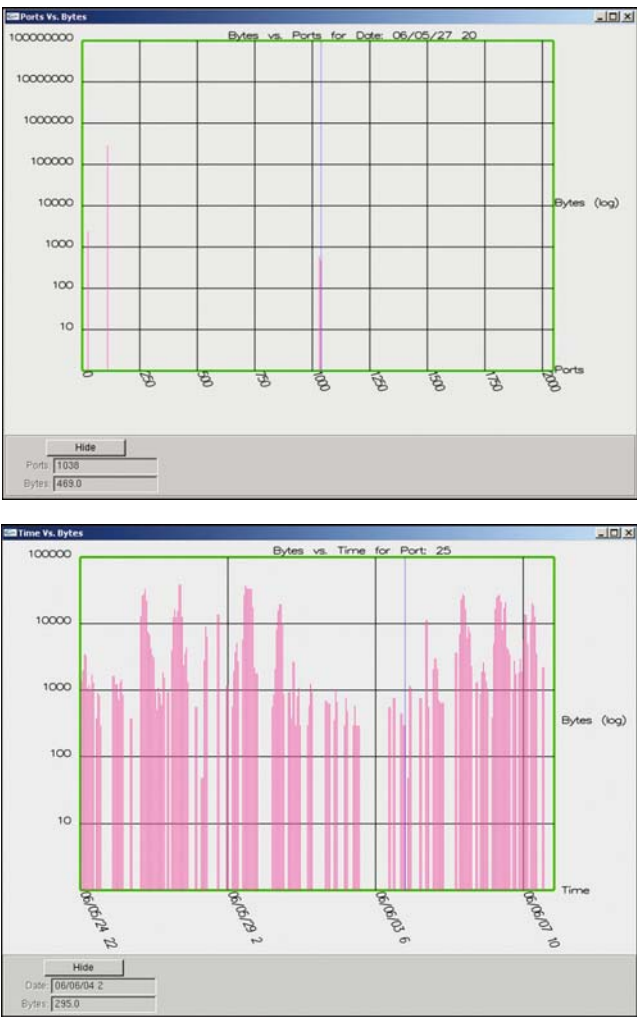 Ports Vs. Bytes
Bytes vs. Ports for Date: 06/05/27 20
100000000
10000000
1000000
100000
10000
1000
100
10
Bytes (log)
0 250 500 750 1000 1250 1500 1750 2000
Ports
Hide
Ports: 1038
Bytes: 469.0
Time Vs. Bytes
Bytes vs. Time for Port: 25
100000
10000
1000
100
10
Bytes (log)
Time
06/05/24 22 06/05/29 2 06/06/03 6 06/06/07 10
Hide
Date: 06/06/04 2
Bytes: 295.0